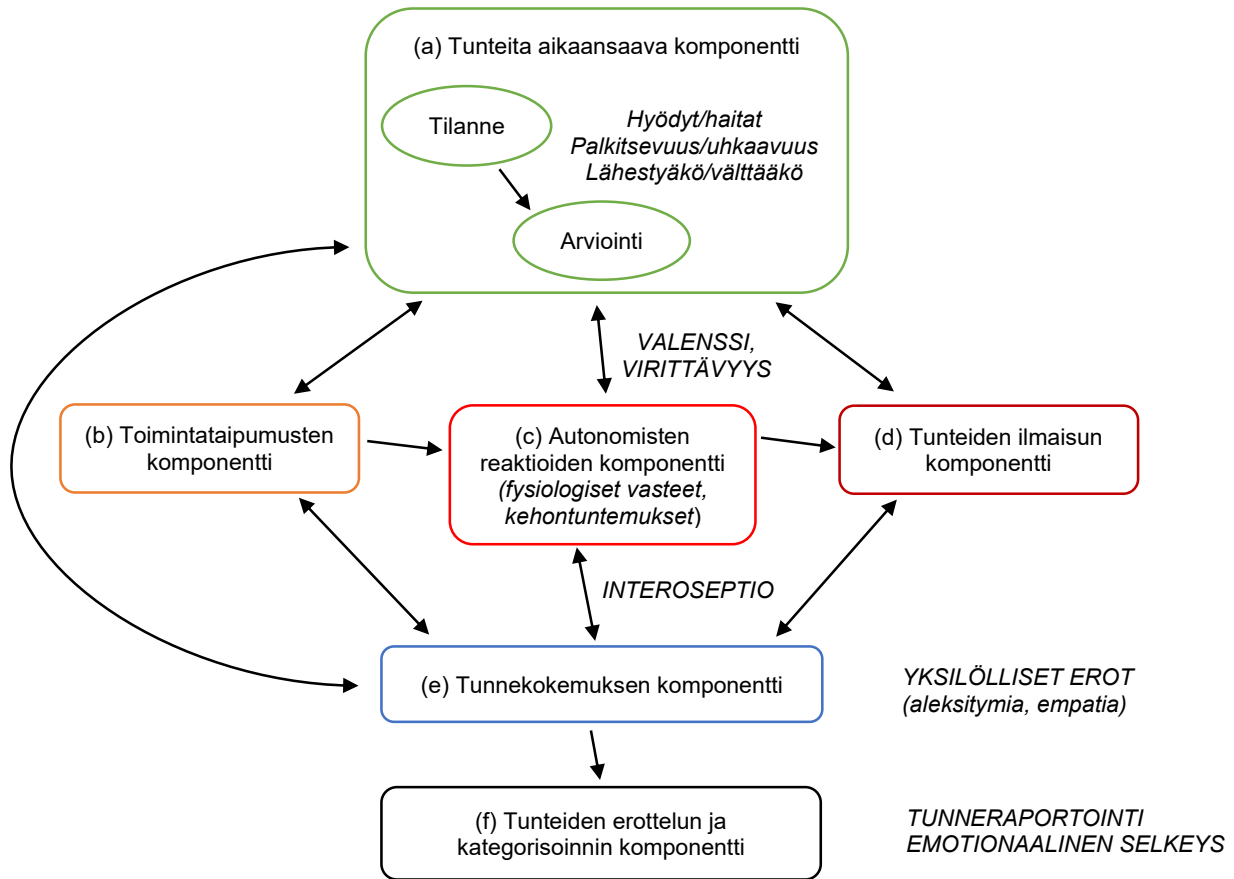 (a) Tunteita aikaansaava komponentti
Tilanne
Hyödyt/haitat
Palkitsevuus/uhkaavuus
Lähestyäkö/välttääkö
Arviointi
VALENSSI,
VIRITTÄVYYS
(b) Toimintataipumusten
komponentti
(c) Autonomisten
reaktioiden komponentti
(fysiologiset vasteet,
kehontuntemukset)
(d) Tunteiden ilmaisun
komponentti
INTEROSEPTIO
(e) Tunnekokemuksen komponentti
YKSILÖLLISET EROT
(aleksitymia, empatia)
(f) Tunteiden erottelun ja
kategorisoinnin komponentti
TUNNERAPORTOINTI
EMOTIONAALINEN SELKEYS